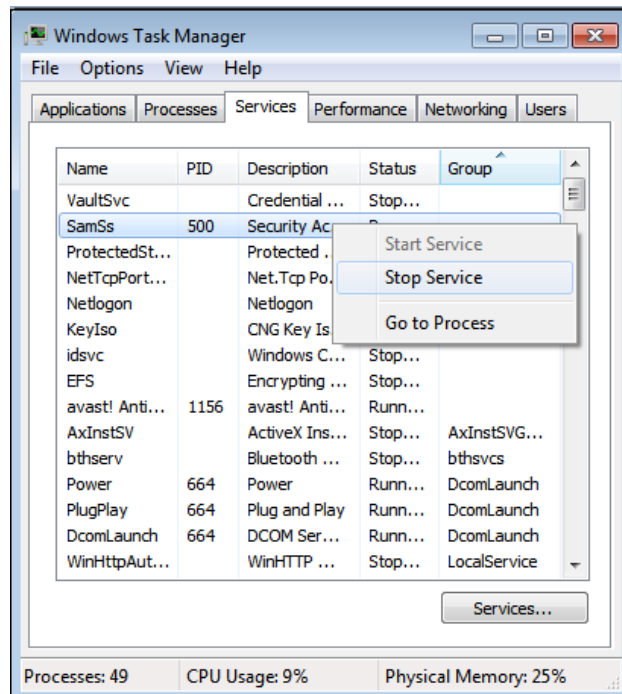 Windows Task Manager
File Options View Help
Applications Processes Services Performance Networking Users
Name PID Description Status Group
VaultSvc Credential ... Stop...
SamSs 500 Security Ac...
Start Service
ProtectedSt... Protected ...
NetTcpPort... Net.Tcp Po... Stop Service
Netlogon Netlogon
KeyIso CNG Key Is... Go to Process
idsvc Windows C... Stop...
EFS Encrypting ... Stop...
avast! Anti... 1156 avast! Anti... Runn...
AxInstSV ActiveX Ins... Stop... AxInstSVG...
bthserv Bluetooth ... Stop... bthsvcs
Power 664 Power Runn... DcomLaunch
PlugPlay 664 Plug and Play Runn... DcomLaunch
DcomLaunch 664 DCOM Ser... Runn... DcomLaunch
WinHttpAut... WinHTTP ... Stop... LocalService
Services...
Processes: 49 CPU Usage: 9% Physical Memory: 25%